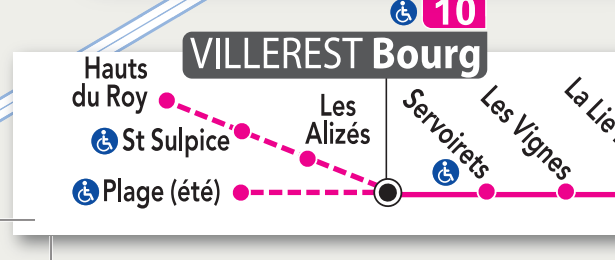 10
VILLEREST Bourg
Hauts
du Roy
St Sulpice
Les
Alizés
Plage (été)
Servoirets
Les Vignes